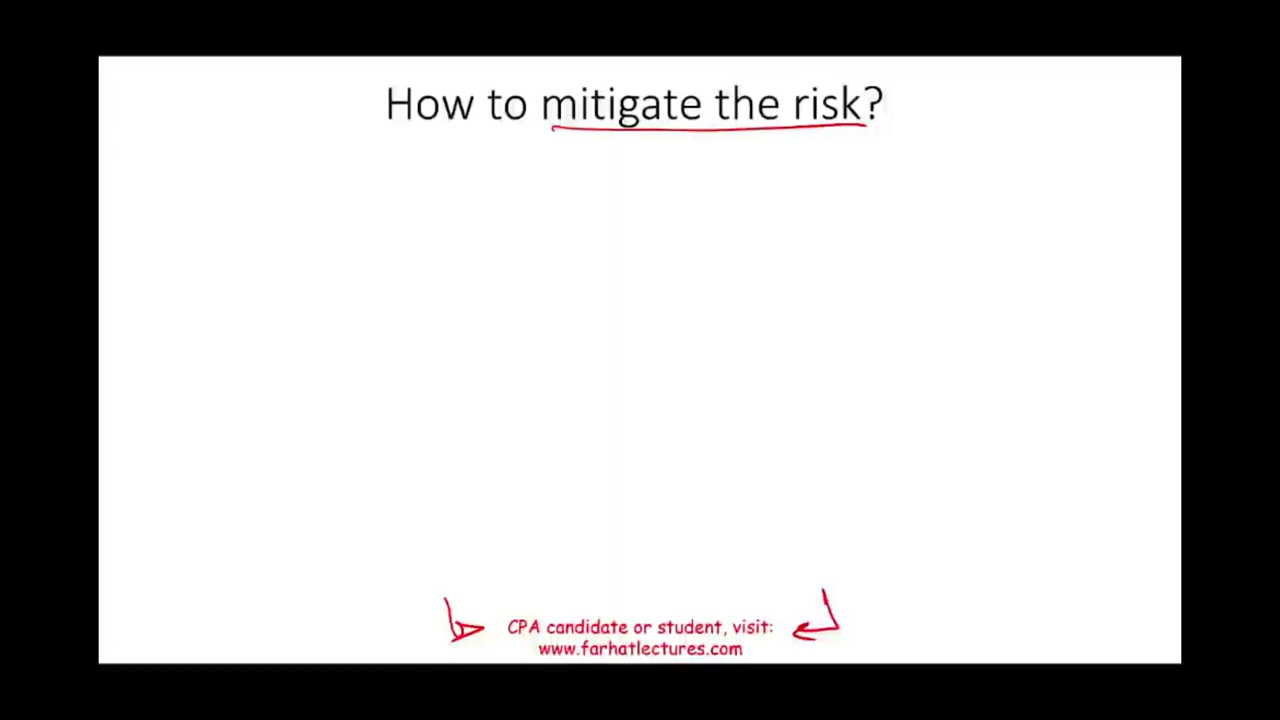 How to mitigate the risk?
CPA candidate or student, visit:
www.farhatlectures.com